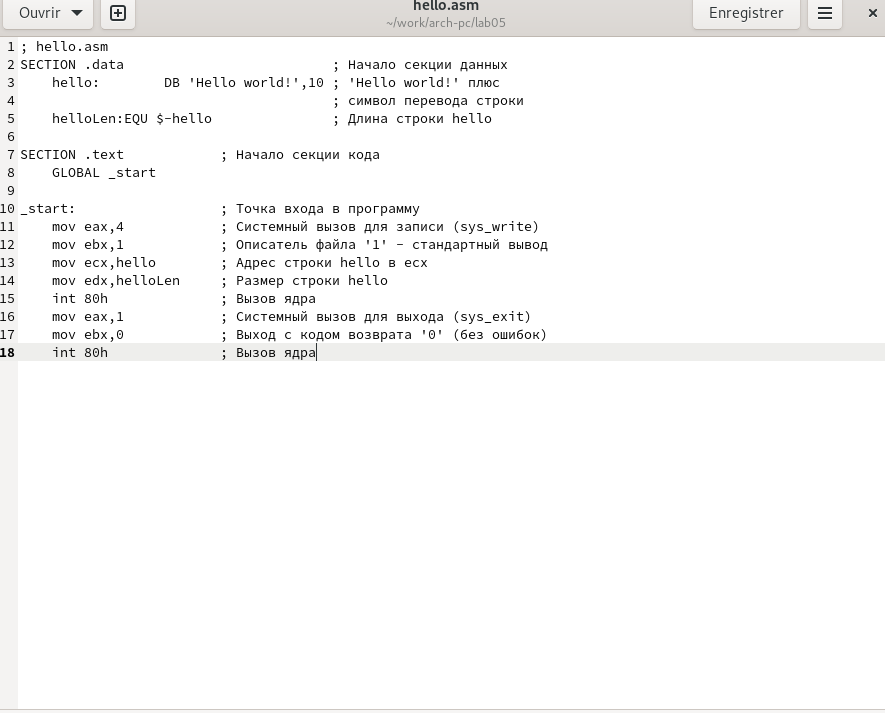 hello.asm
Ouvrir
~/work/arch-pc/lab05
Enregistrer
1 ; hello.asm
2 SECTION .data                          ; Начало секции данных
3     hello:        DB 'Hello world!',10 ; 'Hello world!' плюс
4                                        ; символ перевода строки
5     helloLen:EQU $-hello               ; Длина строки hello
6
7 SECTION .text            ; Начало секции кода
8     GLOBAL _start
9
10 _start:                  ; Точка входа в программу
11     mov eax,4            ; Системный вызов для записи (sys_write)
12     mov ebx,1            ; Описатель файла '1' - стандартный вывод
13     mov ecx,hello        ; Адрес строки hello в ecx
14     mov edx,helloLen     ; Размер строки hello
15     int 80h              ; Вызов ядра
16     mov eax,1            ; Системный вызов для выхода (sys_exit)
17     mov ebx,0            ; Выход с кодом возврата '0' (без ошибок)
18     int 80h              ; Вызов ядра